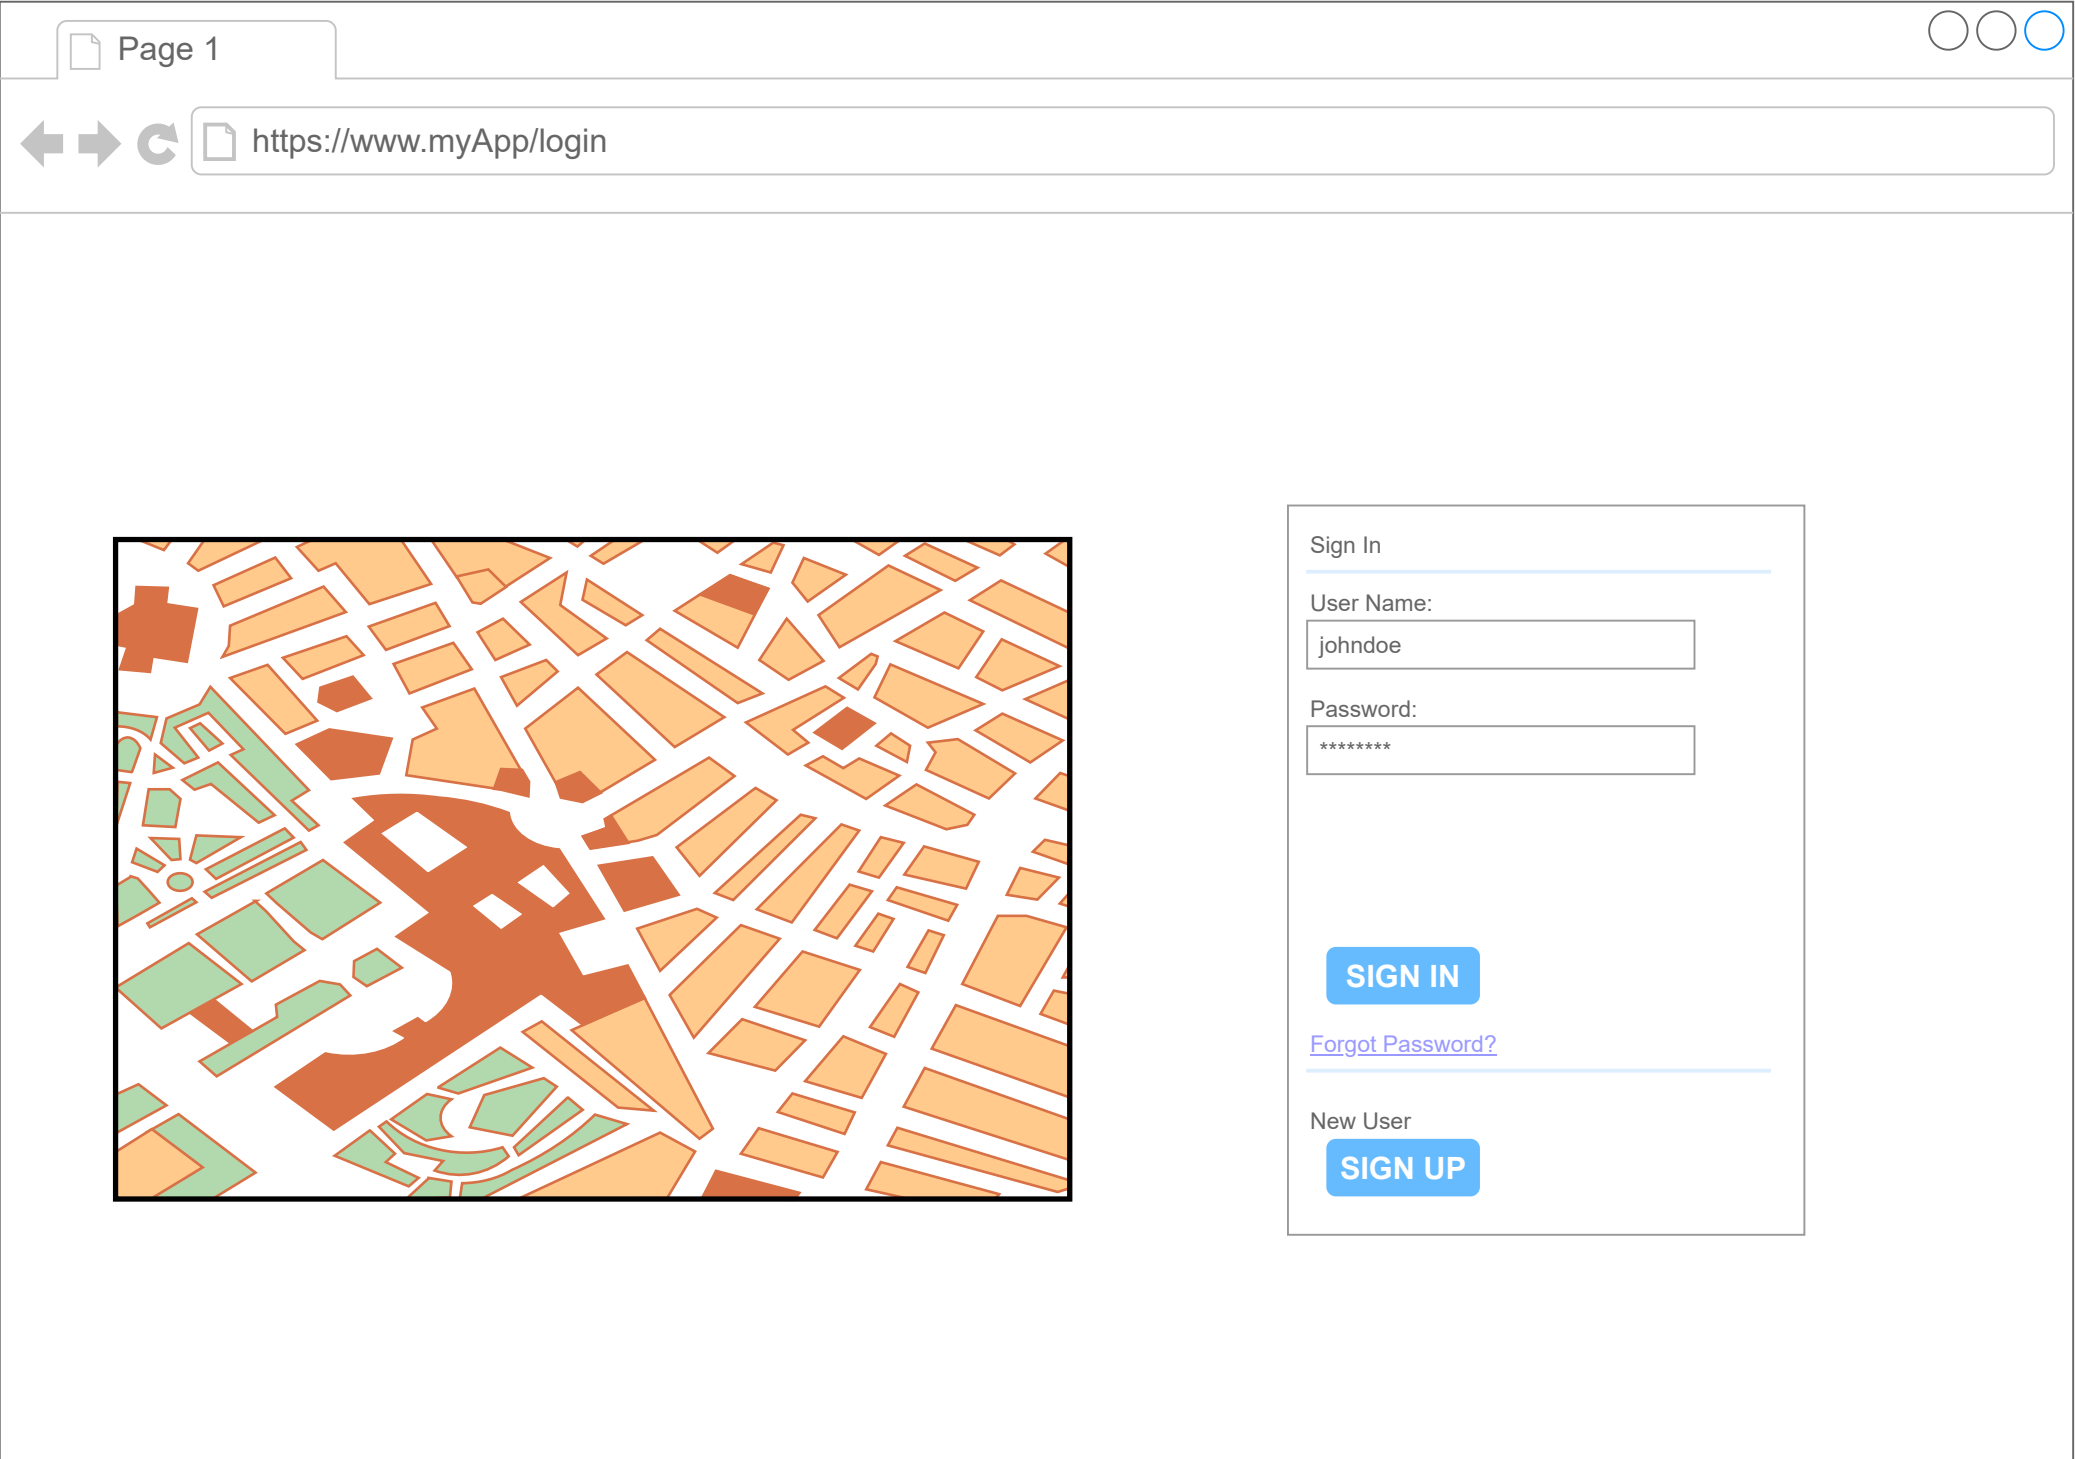 Page 1
https://www.myApp/login
Sign In
User Name:
johndoe
Password:
********
SIGN IN
Forgot Password?
New User
SIGN UP